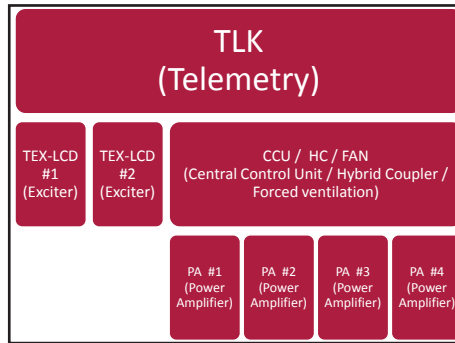 TLK
(Telemetry)
TEX-LCD
#1
(Exciter)
TEX-LCD
#2
(Exciter)
CCU / HC / FAN
(Central Control Unit / Hybrid Coupler /
Forced ventilation)
PA #1
(Power
Amplifier)
PA #2
(Power
Amplifier)
PA #3
(Power
Amplifier)
PA #4
(Power
Amplifier)